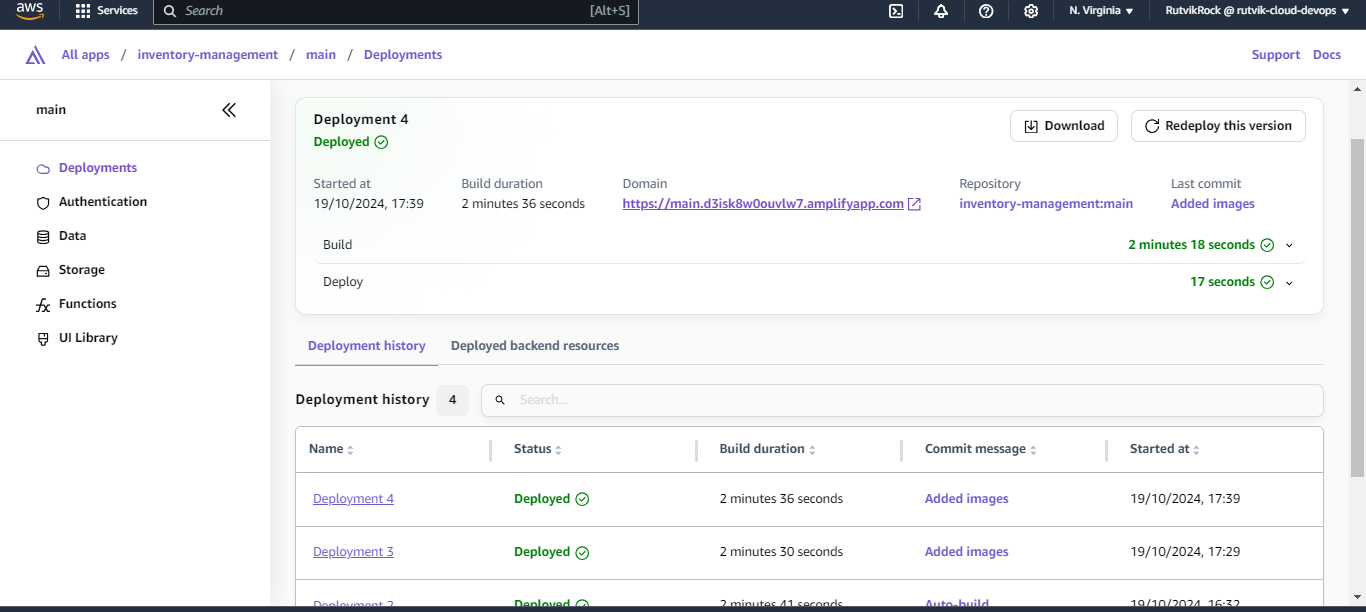 aws Services Search [Alt+S] N. Virginia RutvikRock @ rutvik-cloud-devops
All apps / inventory-management / main / Deployments Support Docs
main
Deployments
Authentication
Data
Storage
Functions
UI Library
Deployment 4
Deployed
Download Redeploy this version
Started at Build duration Domain Repository Last commit
19/10/2024, 17:39 2 minutes 36 seconds https://main.d3isk8w0ouvlw7.amplifyapp.com inventory-management:main Added images
Build 2 minutes 18 seconds
Deploy 17 seconds
Deployment history Deployed backend resources
Deployment history 4 Search...
Name Status Build duration Commit message Started at
Deployment 4 Deployed 2 minutes 36 seconds Added images 19/10/2024, 17:39
Deployment 3 Deployed 2 minutes 30 seconds Added images 19/10/2024, 17:29
Deployment 2 Deployed 2 minutes 41 seconds Auto-build 19/10/2024, 16:32